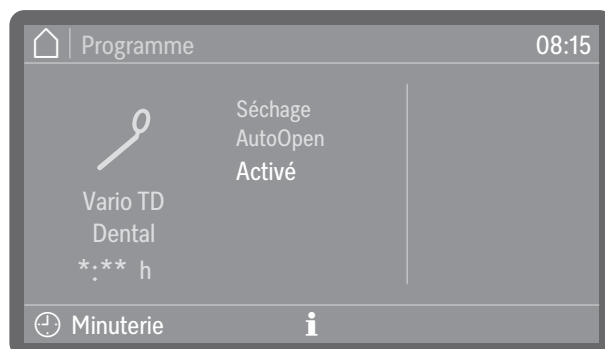 Programme
08:15
Vario TD
Dental
*:** h
Séchage
AutoOpen
Activé
Minuterie
i